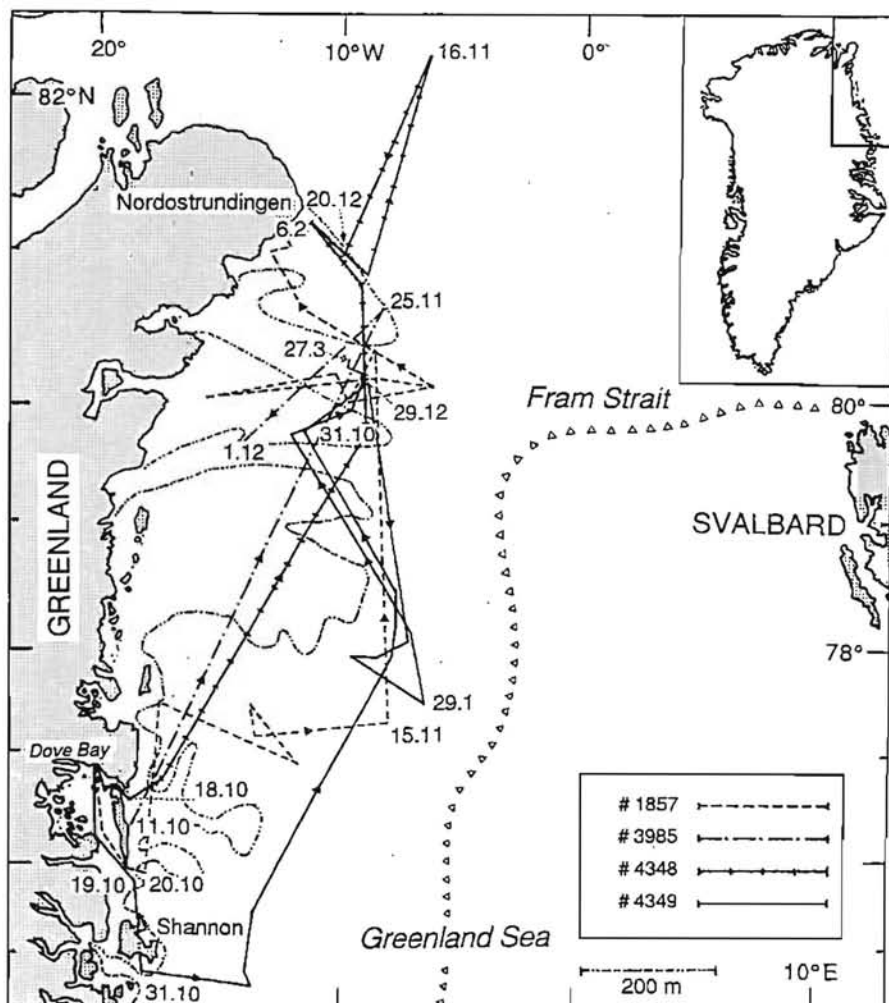 20° 10°W 0°
16.11
82°N
Nordostrundingen
20.12
6.2
25.11
27.3
29.12
Fram Strait
80°
31.10
1.12
GREENLAND
SVALBARD
78°
29.1
15.11
Dove Bay
18.10
11.10
19.10
20.10
Shannon
Greenland Sea
31.10
# 1857
# 3985
# 4348
# 4349
200 m
10°E